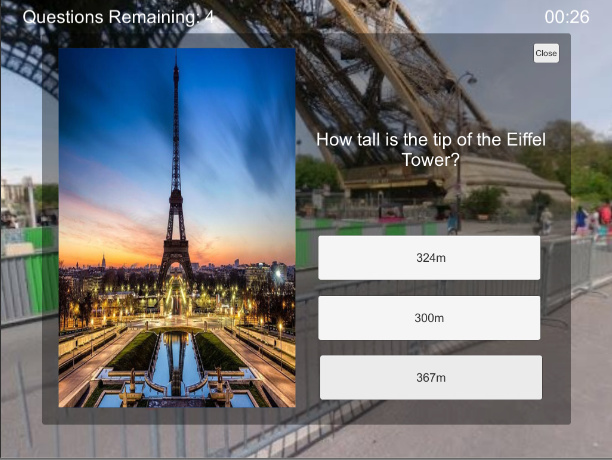 Questions Remaining: 4
00:26
Close
How tall is the tip of the Eiffel
Tower?
324m
300m
367m